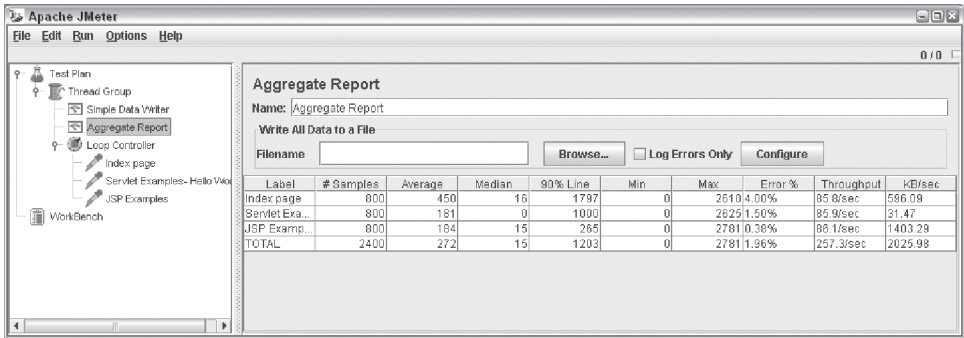 Apache JMeter
File Edit Run Options Help
0 / 0
Test Plan
Thread Group
Simple Data Writer
Aggregate Report
Loop Controller
Index page
Servlet Examples- Hello Wor
JSP Examples
WorkBench
Aggregate Report
Name: Aggregate Report
Write All Data to a File
Filename Browse... Log Errors Only Configure
Label # Samples Average Median 90% Line Min Max Error % Throughput KB/sec
Index page 800 450 16 1797 0 2610 4.00% 85.8/sec 596.09
Servlet Exa... 800 181 0 1000 0 2625 1.50% 85.9/sec 31.47
JSP Examp... 800 184 15 265 0 2781 0.38% 86.1/sec 1403.29
TOTAL 2400 272 15 1203 0 2781 1.96% 257.3/sec 2025.98